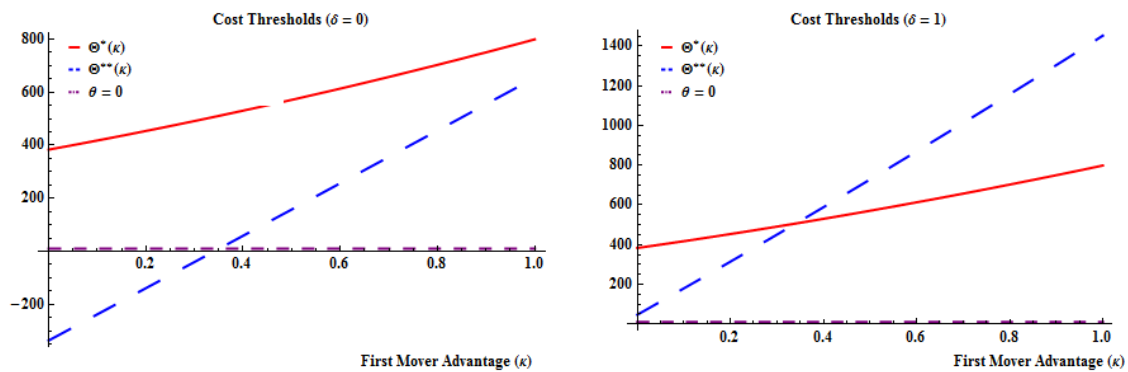 Cost Thresholds (δ = 0)
800
600
400
200
−200
Θ*(κ)
Θ**(κ)
θ = 0
0.2 0.4 0.6 0.8 1.0
First Mover Advantage (κ)
Cost Thresholds (δ = 1)
1400
1200
1000
800
600
400
200
Θ*(κ)
Θ**(κ)
θ = 0
0.2 0.4 0.6 0.8 1.0
First Mover Advantage (κ)